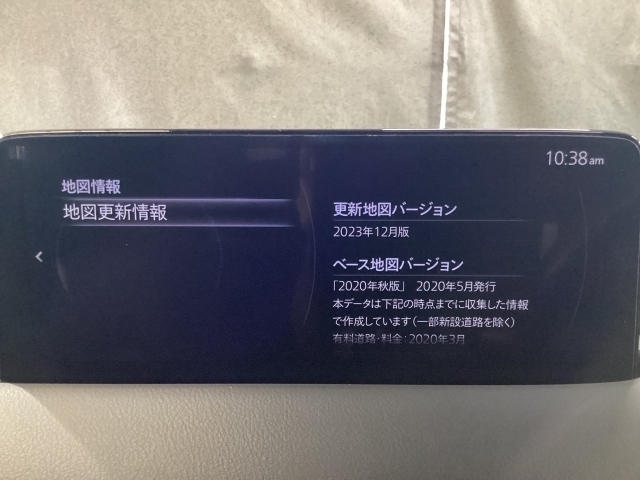 10:38am
地図情報
地図更新情報
更新地図バージョン
2023年12月版
ベース地図バージョン
「2020年秋版」 2020年5月発行
本データは下記の時点までに収集した情報
で作成しています(一部新設道路を除く)
有料道路・料金:2020年3月